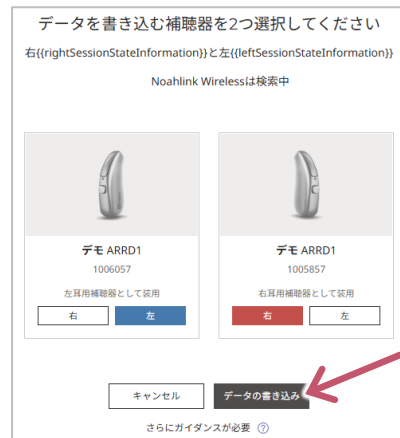 データを書き込む補聴器を2つ選択してください
右{{rightSessionStateInformation}}と左{{leftSessionStateInformation}}
Noahlink Wirelessは検索中
デモ ARRD1
1006057
左耳用補聴器として装用
右 左
デモ ARRD1
1005857
右耳用補聴器として装用
右 左
キャンセル データの書き込み
さらにガイダンスが必要 ?